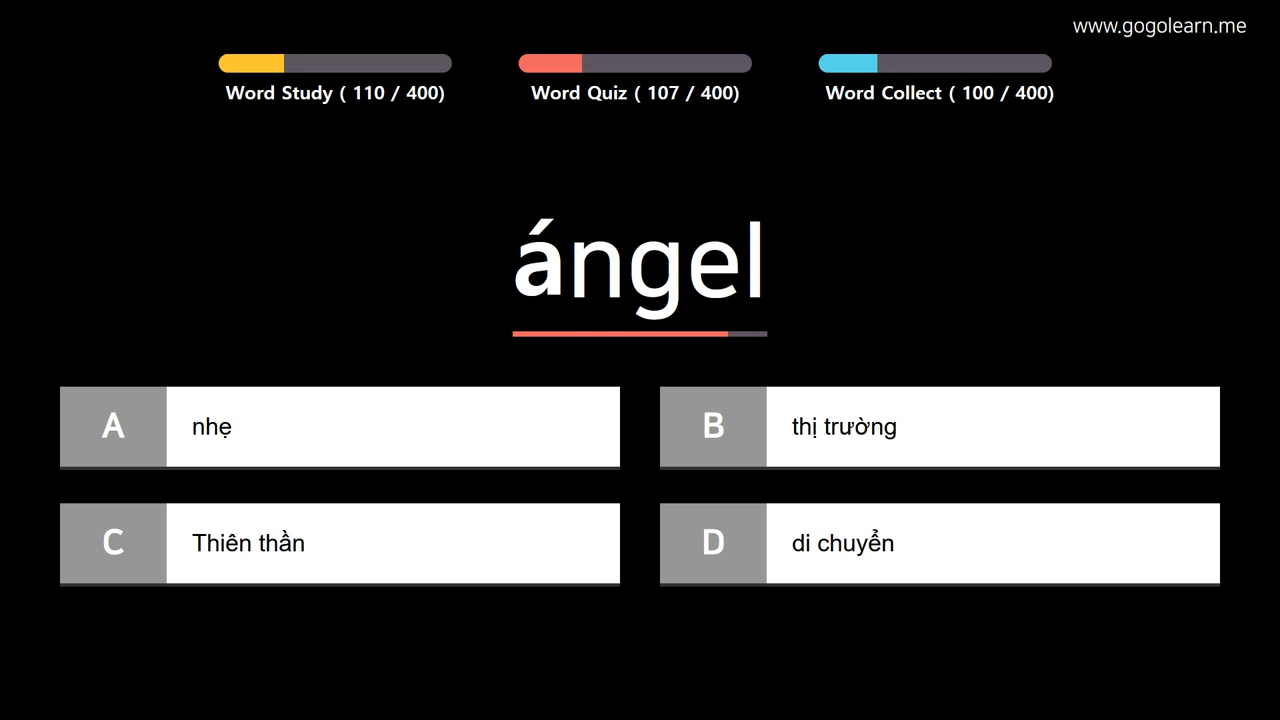 www.gogolearn.me
Word Study ( 110 / 400)
Word Quiz ( 107 / 400)
Word Collect ( 100 / 400)
ángel
A
nhẹ
B
thị trường
C
Thiên thần
D
di chuyển